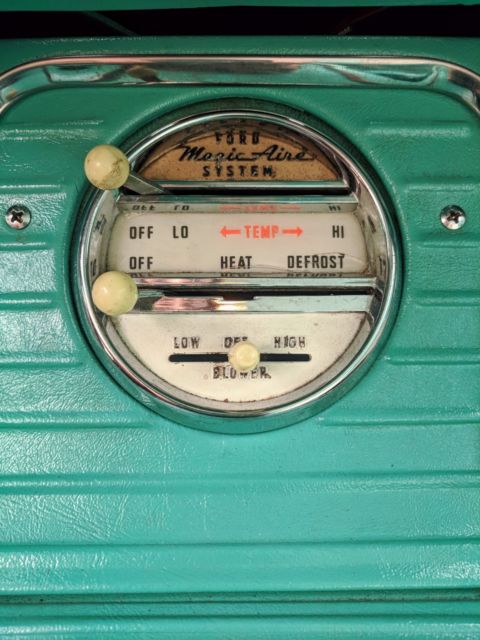 FORD
Magic Aire
SYSTEM
OFF LO ←TEMP→ HI
OFF HEAT DEFROST
LOW OFF HIGH
BLOWER